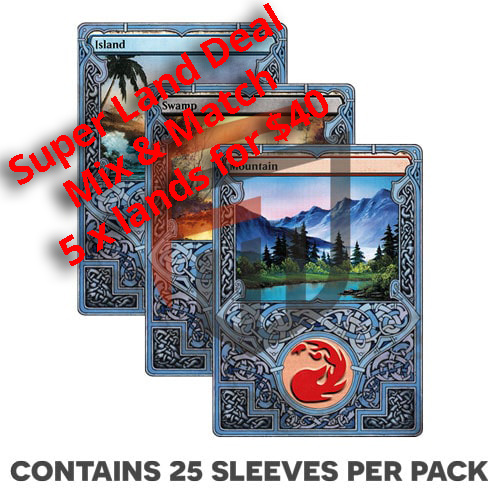 Super Land Deal
Mix & Match
5 x lands for $40
Island
Swamp
Mountain
CONTAINS 25 SLEEVES PER PACK